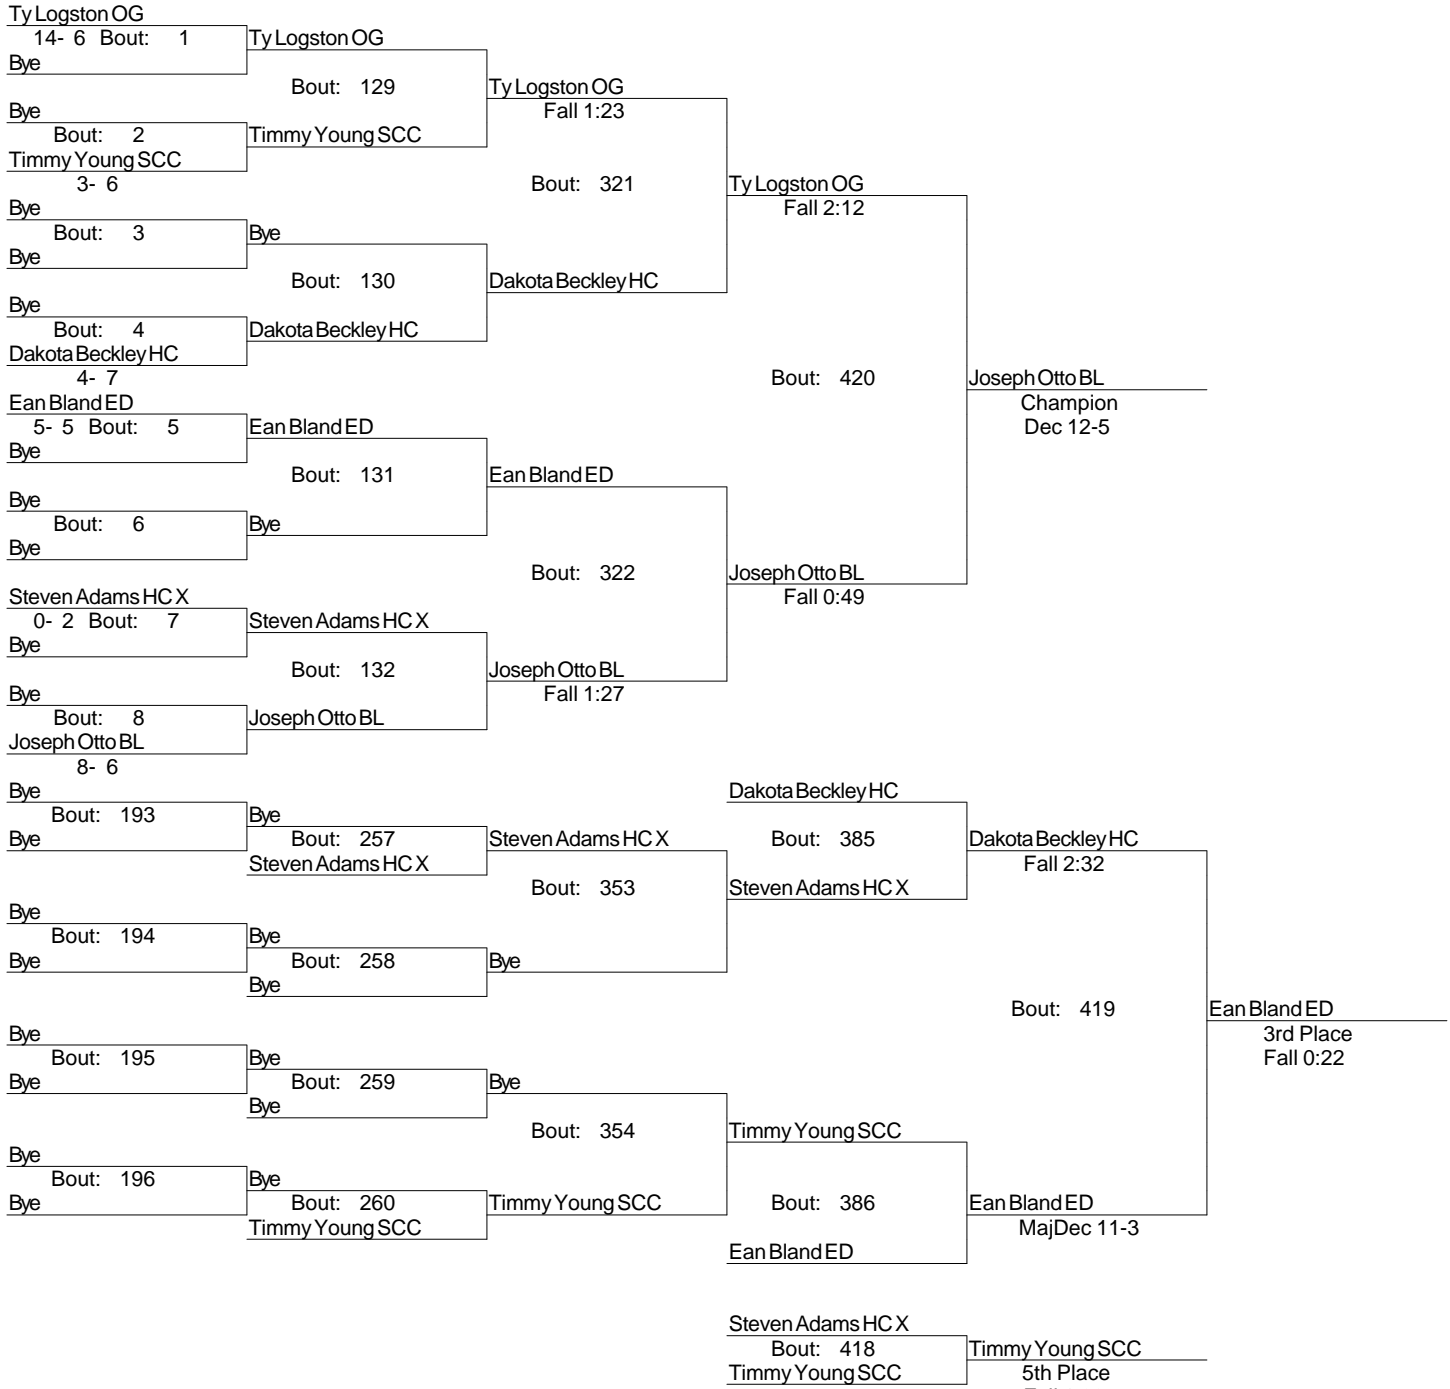 Ty Logston OG
14- 6 Bout: 1
Ty Logston OG
Bye
Bout: 129
Ty Logston OG
Fall 1:23
Bye
Bout: 2
Timmy Young SCC
Timmy Young SCC
3- 6
Bout: 321
Ty Logston OG
Fall 2:12
Bye
Bout: 3
Bye
Bye
Bout: 130
Dakota Beckley HC
Bye
Bout: 4
Dakota Beckley HC
Dakota Beckley HC
4- 7
Bout: 420
Joseph Otto BL
Champion
Dec 12-5
Ean Bland ED
5- 5 Bout: 5
Ean Bland ED
Bye
Bout: 131
Ean Bland ED
Bye
Bout: 6
Bye
Bye
Bout: 322
Joseph Otto BL
Fall 0:49
Steven Adams HC X
0- 2 Bout: 7
Steven Adams HC X
Bye
Bout: 132
Joseph Otto BL
Fall 1:27
Bye
Bout: 8
Joseph Otto BL
Joseph Otto BL
8- 6
Bye
Bout: 193
Bye
Bye
Bout: 257
Steven Adams HC X
Steven Adams HC X
Dakota Beckley HC
Bout: 385
Dakota Beckley HC
Fall 2:32
Bout: 353
Steven Adams HC X
Bye
Bout: 194
Bye
Bye
Bout: 258
Bye
Bye
Bout: 419
Ean Bland ED
3rd Place
Fall 0:22
Bye
Bout: 195
Bye
Bye
Bout: 259
Bye
Bye
Bout: 354
Timmy Young SCC
Bye
Bout: 196
Bye
Bye
Bout: 260
Timmy Young SCC
Timmy Young SCC
Bout: 386
Ean Bland ED
MajDec 11-3
Ean Bland ED
Steven Adams HC X
Bout: 418
Timmy Young SCC
Timmy Young SCC
5th Place